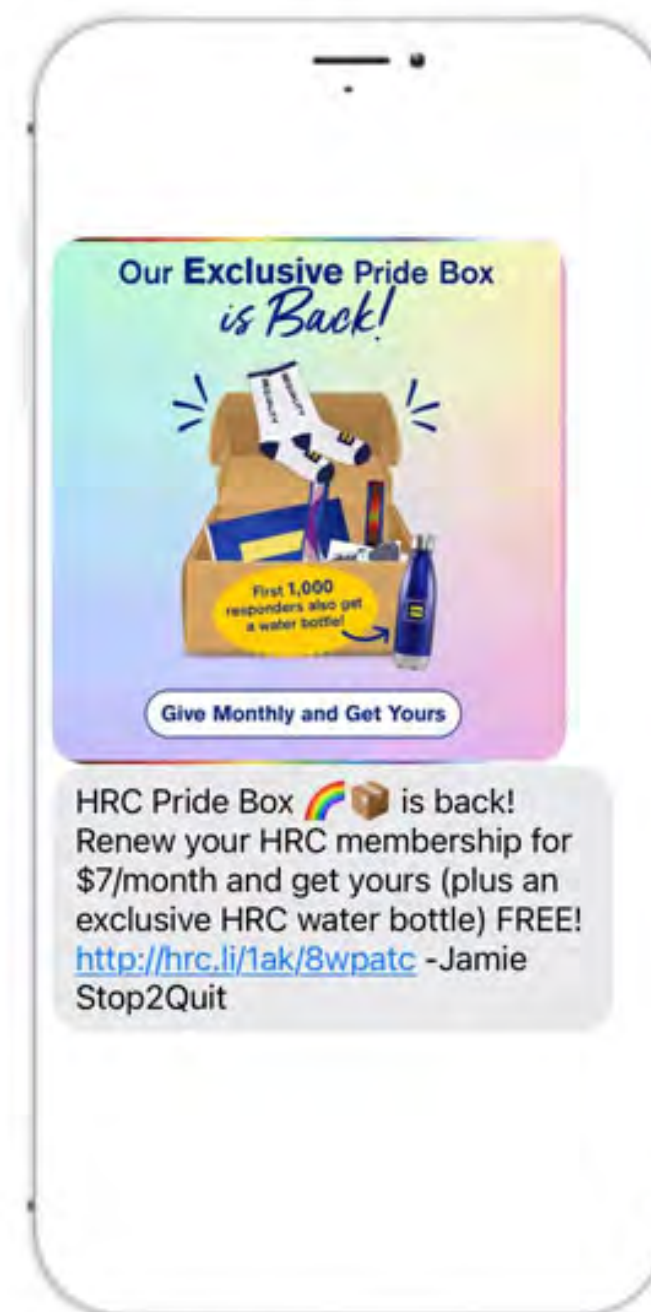 Our Exclusive Pride Box
is Back!
EQUALITY
EQUALITY
First 1,000
responders also get
a water bottle!
Give Monthly and Get Yours
HRC Pride Box 🌈📦 is back!
Renew your HRC membership for
$7/month and get yours (plus an
exclusive HRC water bottle) FREE!
http://hrc.li/1ak/8wpatc -Jamie
Stop2Quit